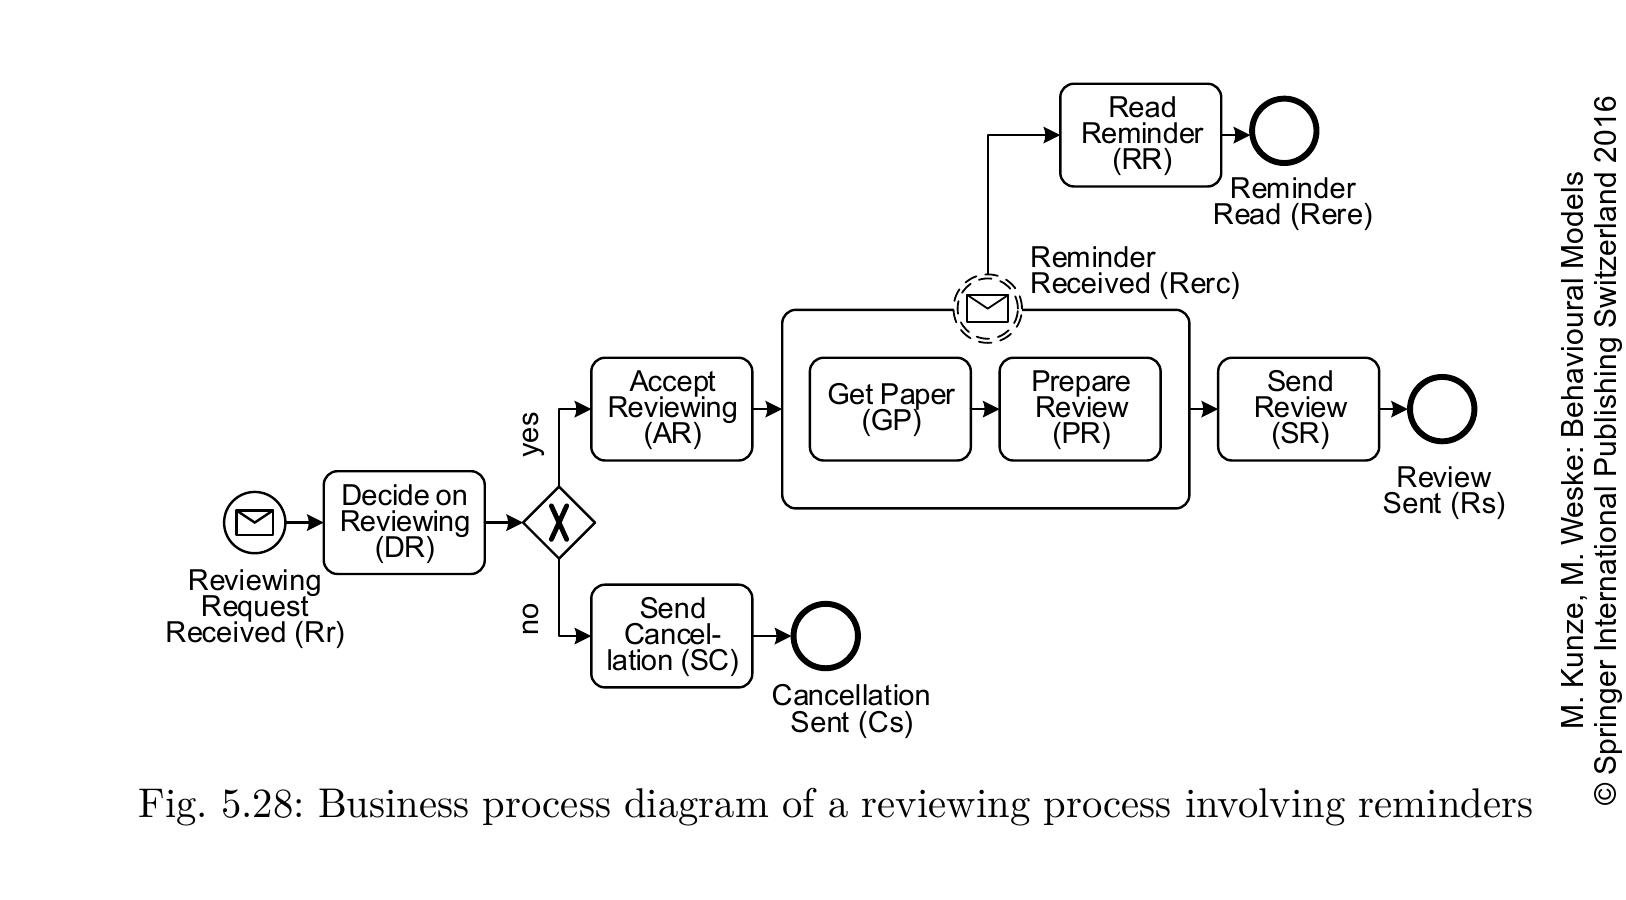 Read
Reminder
(RR)
Reminder
Read (Rere)
Reminder
Received (Rerc)
Accept
Reviewing
(AR)
Get Paper
(GP)
Prepare
Review
(PR)
Send
Review
(SR)
Review
Sent (Rs)
yes
Decide on
Reviewing
(DR)
X
Reviewing
Request
Received (Rr)
no
Send
Cancel-
lation (SC)
Cancellation
Sent (Cs)
Fig. 5.28: Business process diagram of a reviewing process involving reminders
M. Kunze, M. Weske: Behavioural Models
© Springer International Publishing Switzerland 2016